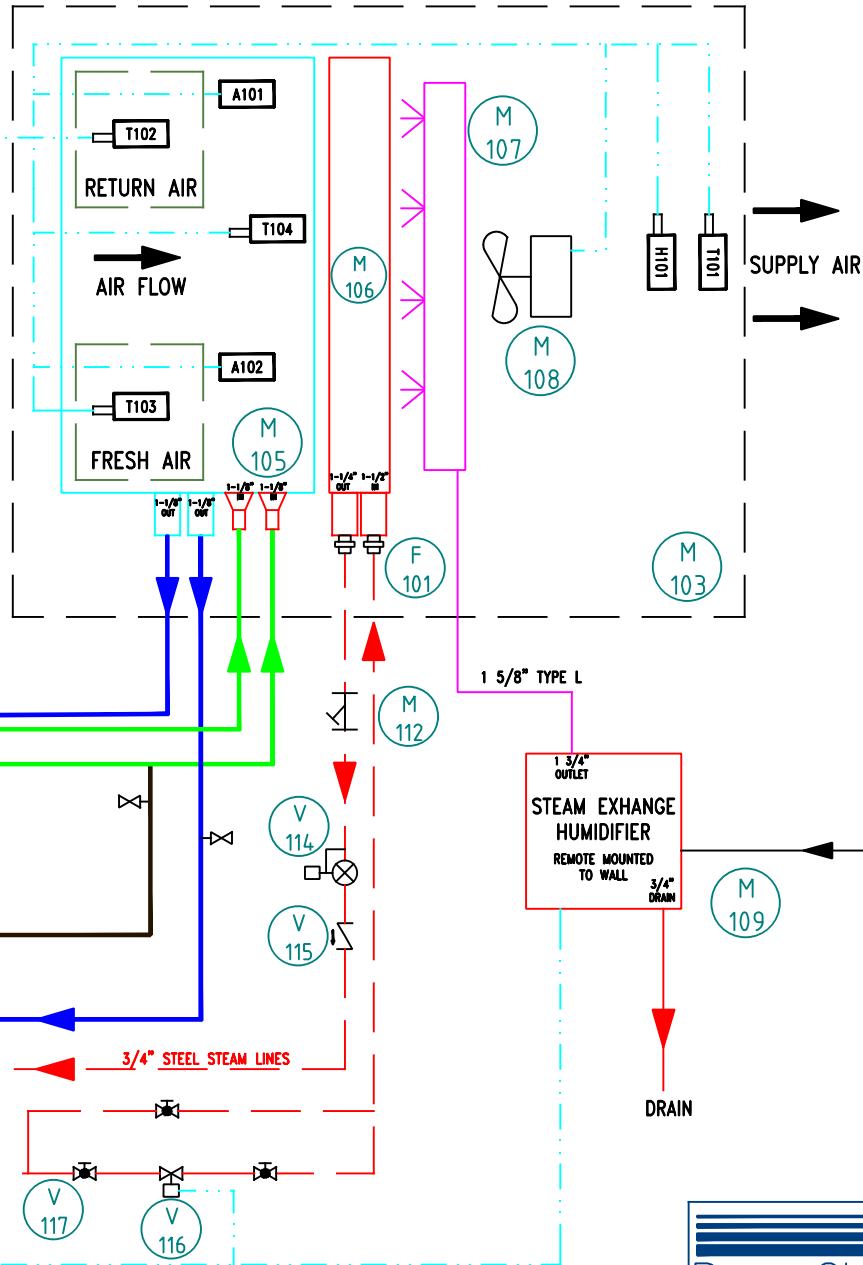 A101
T102
M
107
RETURN AIR
T104
H101
T101
SUPPLY AIR
M
106
AIR FLOW
M
108
A102
T103
M
105
FRESH AIR
1-1/8"
OUT
1-1/8"
OUT
1-1/8"
IN
1-1/8"
IN
1-1/4"
OUT
1-1/2"
IN
F
101
M
103
1 5/8" TYPE L
M
112
1 3/4"
OUTLET
STEAM EXHANGE
HUMIDIFIER
REMOTE MOUNTED
TO WALL
3/4"
DRAIN
V
114
M
109
V
115
3/4" STEEL STEAM LINES
DRAIN
V
117
V
116